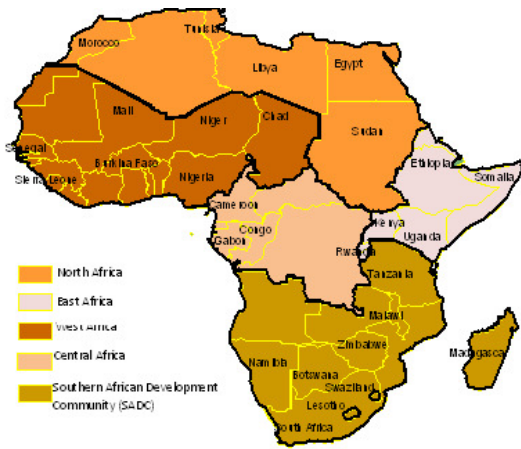 Tunisia
Morocco
Libya
Egypt
Mali
Niger
Chad
Sudan
Senegal
Burkina Faso
Ethiopia
Sierra Leone
Nigeria
Somalia
Cameroon
Kenya
Congo
Gabon
Uganda
Rwanda
Tanzania
Malawi
Zimbabwe
Madagasca
Namibia
Botswana
Swaziland
Lesotho
South Africa
North Africa
East Africa
West Africa
Central Africa
Southern African Development
Community (SADC)